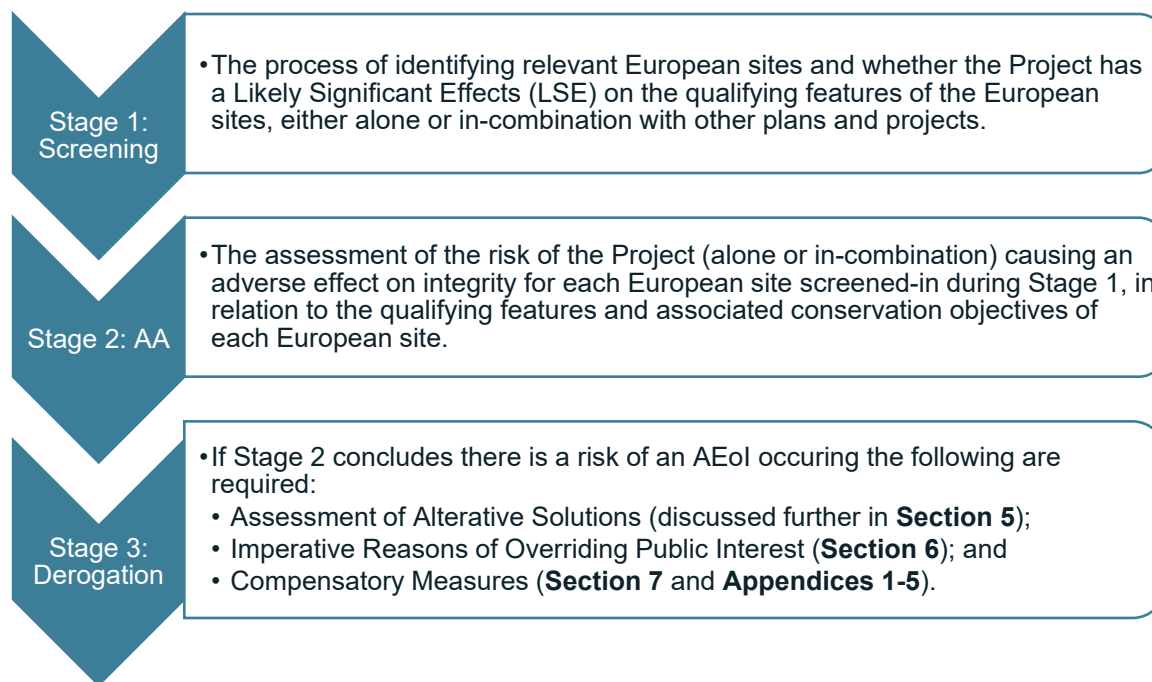 Stage 1:
Screening
•The process of identifying relevant European sites and whether the Project has
a Likely Significant Effects (LSE) on the qualifying features of the European
sites, either alone or in-combination with other plans and projects.
Stage 2: AA
•The assessment of the risk of the Project (alone or in-combination) causing an
adverse effect on integrity for each European site screened-in during Stage 1, in
relation to the qualifying features and associated conservation objectives of
each European site.
Stage 3:
Derogation
•If Stage 2 concludes there is a risk of an AEoI occuring the following are
required:
• Assessment of Alterative Solutions (discussed further in Section 5);
• Imperative Reasons of Overriding Public Interest (Section 6); and
• Compensatory Measures (Section 7 and Appendices 1-5).